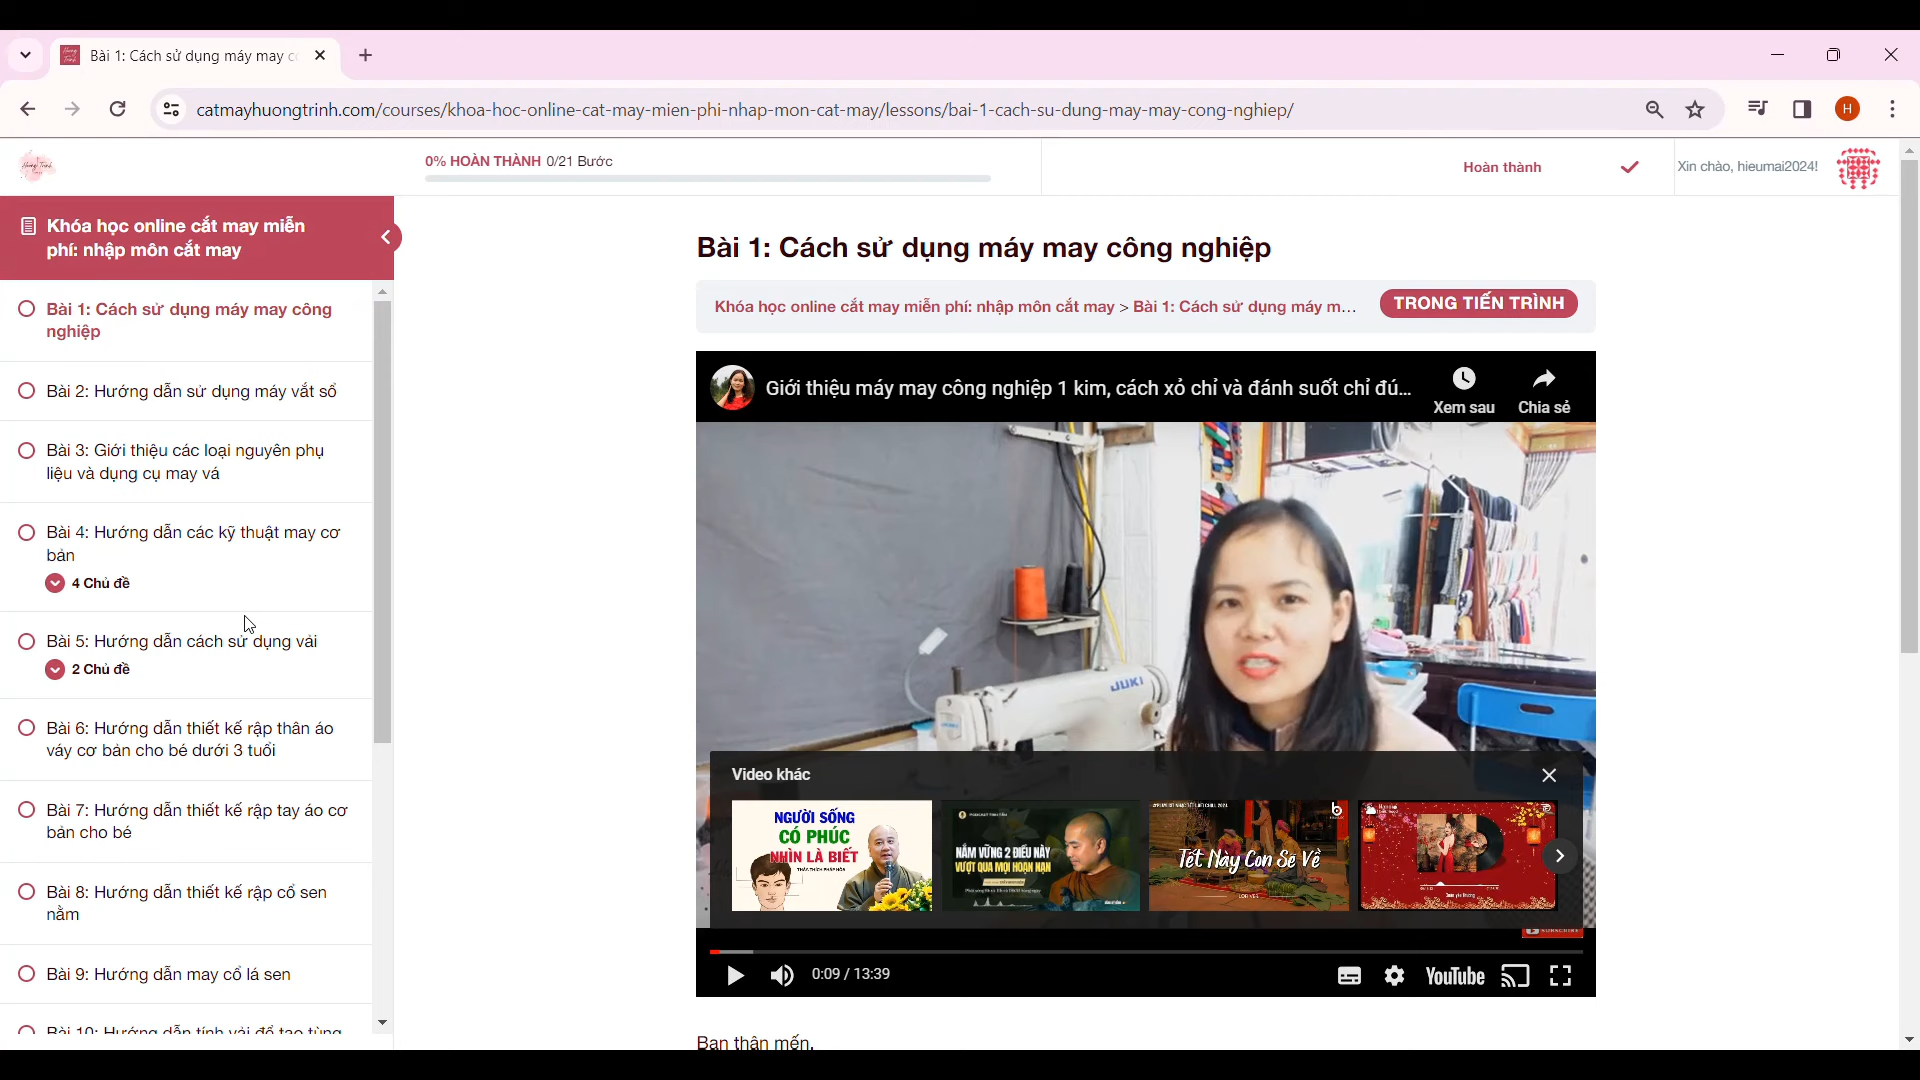 Bài 1: Cách sử dụng máy may c
catmayhuongtrinh.com/courses/khoa-hoc-online-cat-may-mien-phi-nhap-mon-cat-may/lessons/bai-1-cach-su-dung-may-may-cong-nghiep/
H
0% HOÀN THÀNH 0/21 Bước
Hoàn thành
Xin chào, hieumai2024!
Khóa học online cắt may miễn
phí: nhập môn cắt may
Bài 1: Cách sử dụng máy may công
nghiệp
Bài 2: Hướng dẫn sử dụng máy vắt sổ
Bài 3: Giới thiệu các loại nguyên phụ
liệu và dụng cụ may vá
Bài 4: Hướng dẫn các kỹ thuật may cơ
bản
4 Chủ đề
Bài 5: Hướng dẫn cách sử dụng vải
2 Chủ đề
Bài 6: Hướng dẫn thiết kế rập thân áo
váy cơ bản cho bé dưới 3 tuổi
Bài 7: Hướng dẫn thiết kế rập tay áo cơ
bản cho bé
Bài 8: Hướng dẫn thiết kế rập cổ sen
nằm
Bài 9: Hướng dẫn may cổ lá sen
Bài 10: Hướng dẫn tính vải để tạo tùng
Bài 1: Cách sử dụng máy may công nghiệp
Khóa học online cắt may miễn phí: nhập môn cắt may > Bài 1: Cách sử dụng máy m...
TRONG TIẾN TRÌNH
Giới thiệu máy may công nghiệp 1 kim, cách xỏ chỉ và đánh suốt chỉ đú...
Xem sau
Chia sẻ
JUKI
Video khác
NGƯỜI SỐNG
CÓ PHÚC
NHÌN LÀ BIẾT
NẮM VỮNG 2 ĐIỀU NÀY
VƯỢT QUA MỌI HOẠN NẠN
Tết Này Con Sẽ Về
SUBSCRIBE
0:09 / 13:39
YouTube
Bạn thân mến,